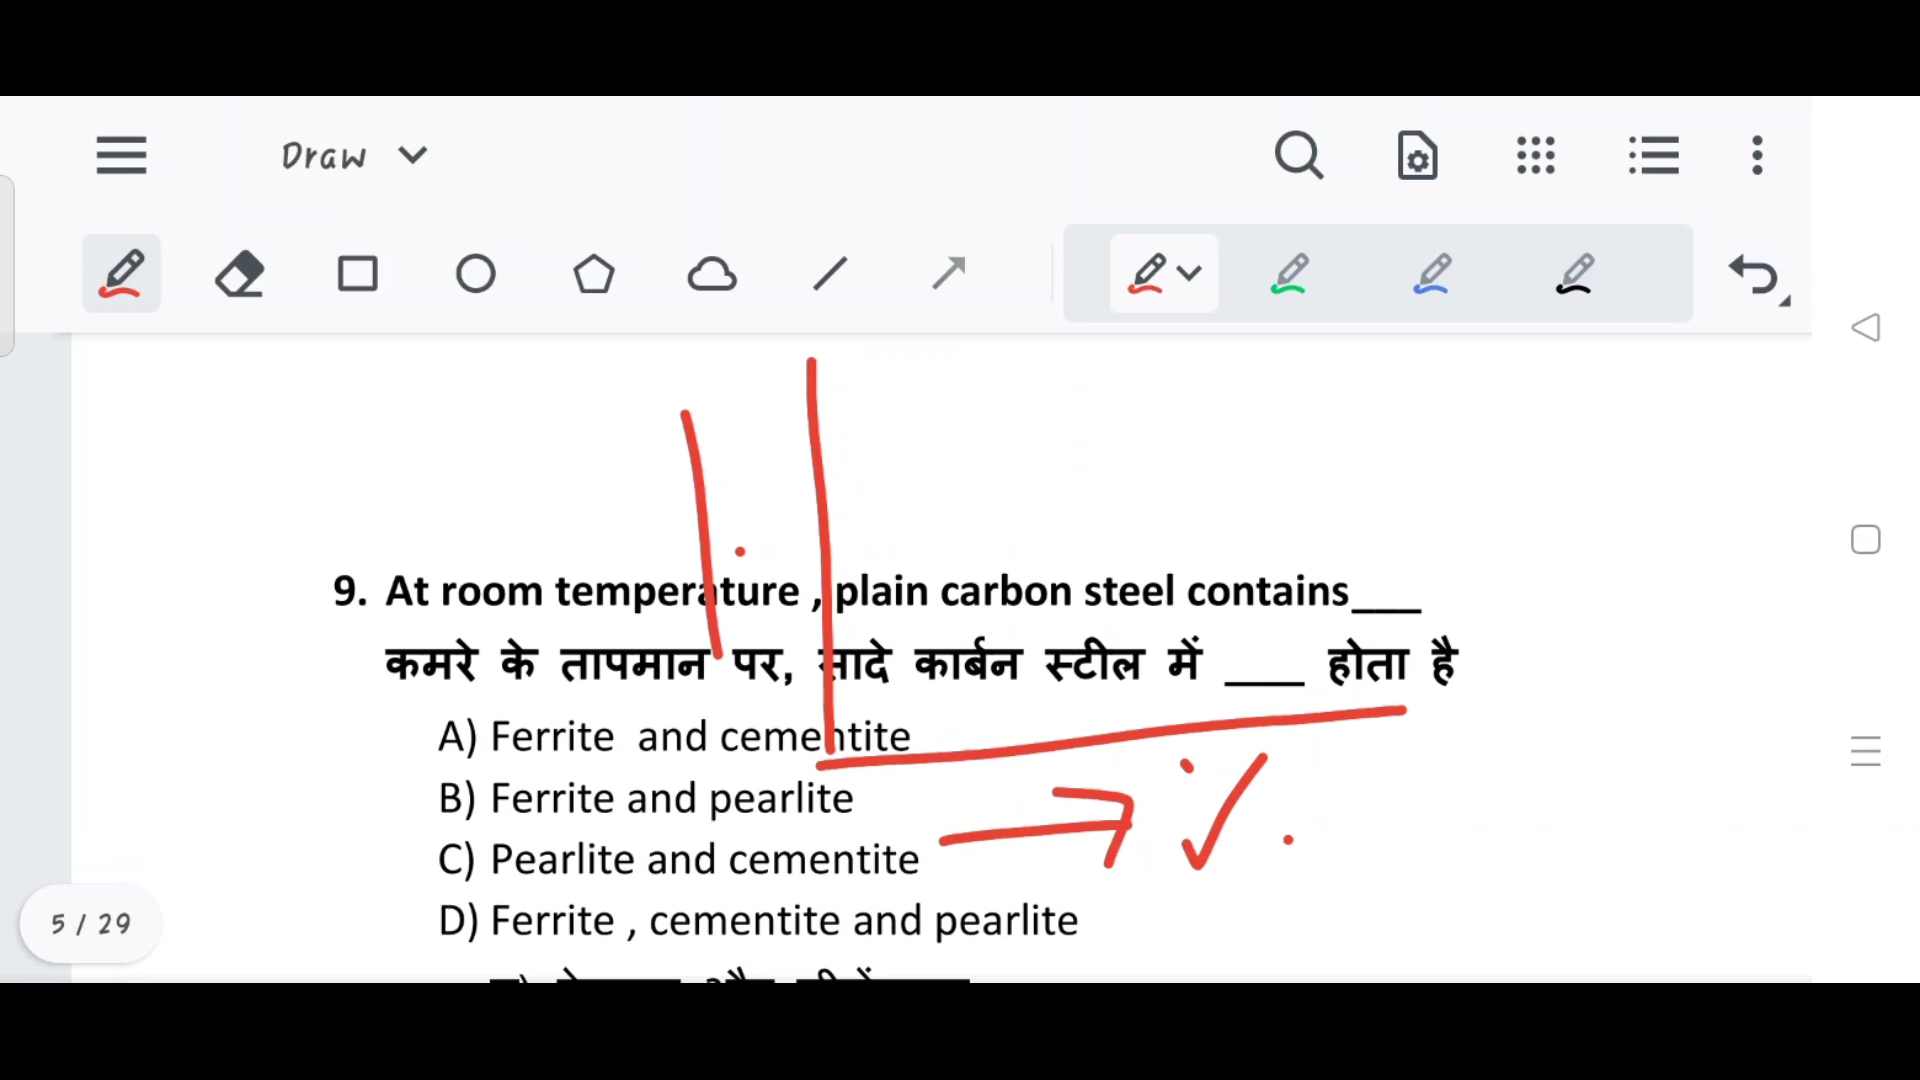 Draw
9. At room temperature , plain carbon steel contains___
कमरे के तापमान पर, सादे कार्बन स्टील में ____ होता है
A) Ferrite and cementite
B) Ferrite and pearlite
C) Pearlite and cementite
D) Ferrite , cementite and pearlite
5 / 29